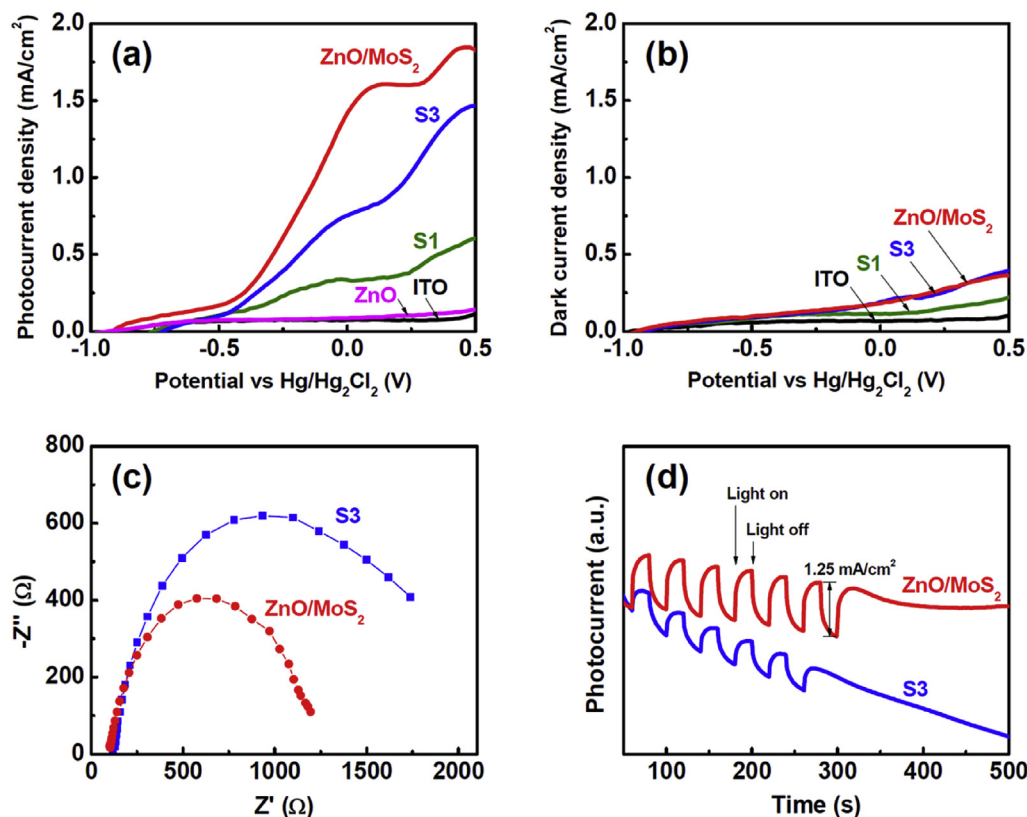 (a)
Photocurrent density (mA/cm²)
2.0
1.5
1.0
0.5
0.0
ZnO/MoS₂
S3
S1
ITO
ZnO
-1.0 -0.5 0.0 0.5
Potential vs Hg/Hg₂Cl₂ (V)
(b)
Dark current density (mA/cm²)
2.0
1.5
1.0
0.5
0.0
ZnO/MoS₂
S3
S1
ITO
-1.0 -0.5 0.0 0.5
Potential vs Hg/Hg₂Cl₂ (V)
(c)
-Z'' (Ω)
800
600
400
200
0
S3
ZnO/MoS₂
0 500 1000 1500 2000
Z' (Ω)
(d)
Photocurrent (a.u.)
Light on
Light off
1.25 mA/cm²
ZnO/MoS₂
S3
100 200 300 400 500
Time (s)